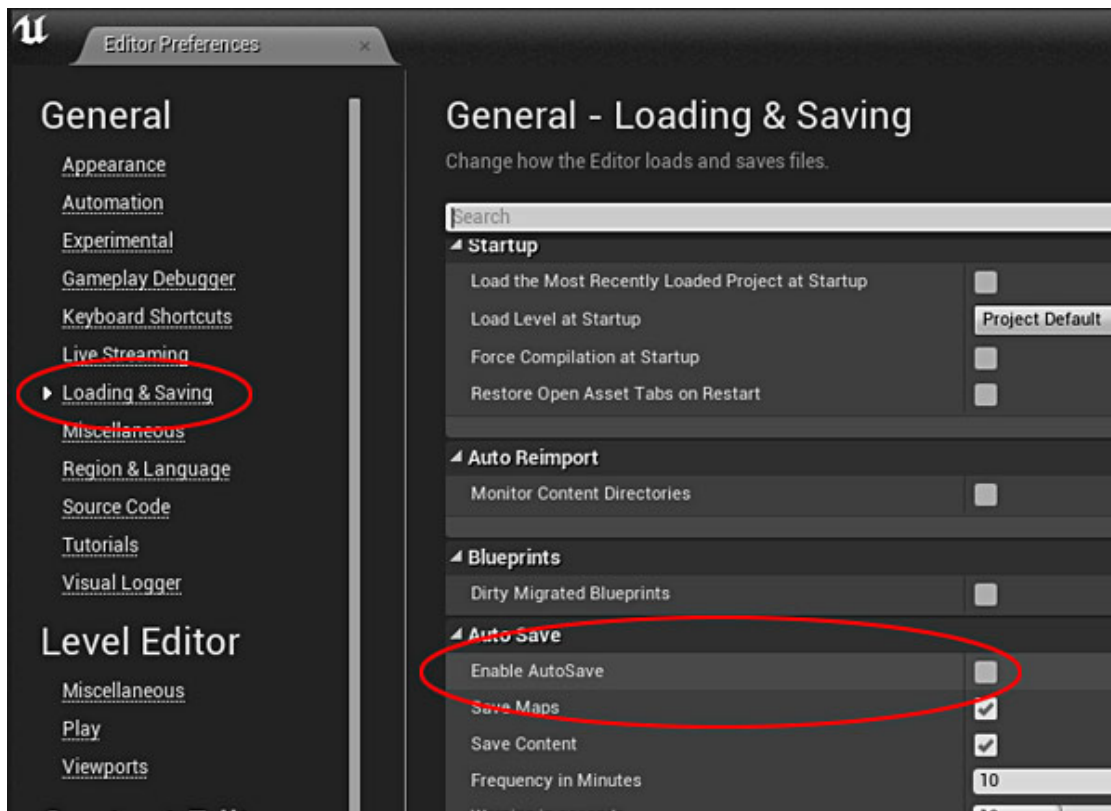 Editor Preferences
General
Appearance
Automation
Experimental
Gameplay Debugger
Keyboard Shortcuts
Live Streaming
Loading & Saving
Miscellaneous
Region & Language
Source Code
Tutorials
Visual Logger
Level Editor
Miscellaneous
Play
Viewports
General - Loading & Saving
Change how the Editor loads and saves files.
Search
Startup
Load the Most Recently Loaded Project at Startup
Load Level at Startup Project Default
Force Compilation at Startup
Restore Open Asset Tabs on Restart
Auto Reimport
Monitor Content Directories
Blueprints
Dirty Migrated Blueprints
Auto Save
Enable AutoSave
Save Maps
Save Content
Frequency in Minutes 10